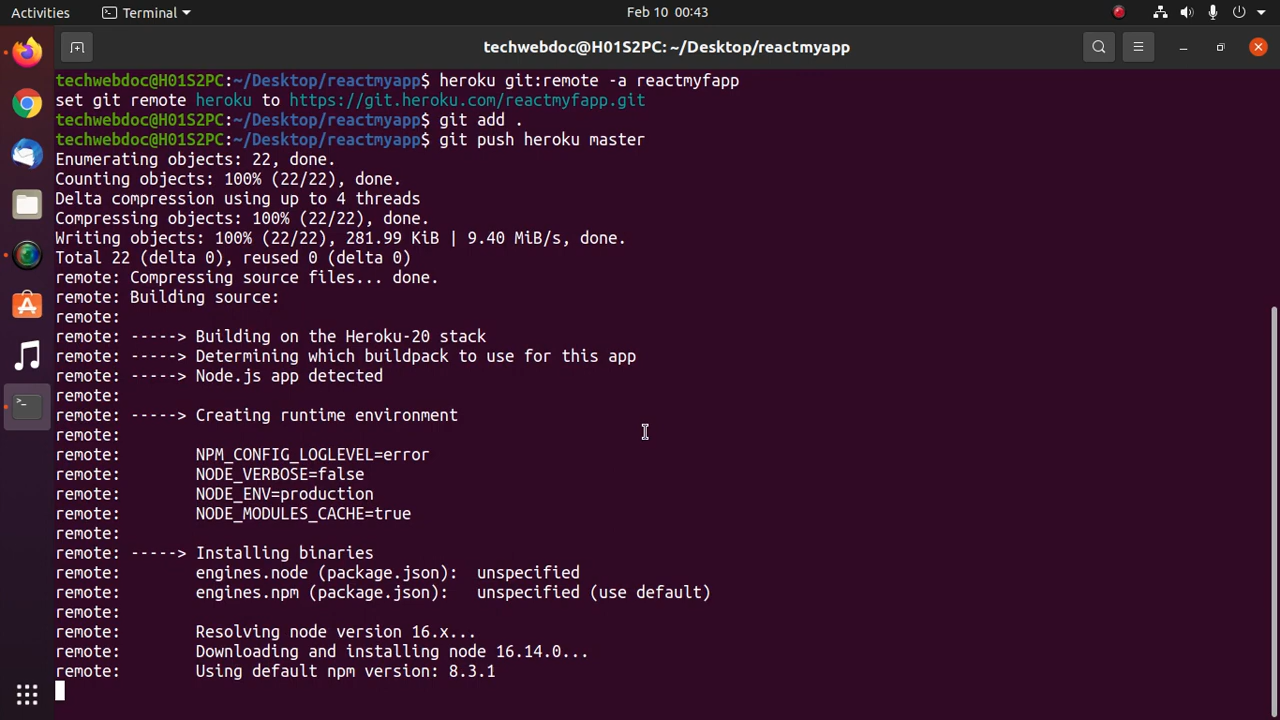 Activities
Terminal
Feb 10 00:43
techwebdoc@H01S2PC: ~/Desktop/reactmyapp
techwebdoc@H01S2PC:~/Desktop/reactmyapp$ heroku git:remote -a reactmyfapp
set git remote heroku to https://git.heroku.com/reactmyfapp.git
techwebdoc@H01S2PC:~/Desktop/reactmyapp$ git add .
techwebdoc@H01S2PC:~/Desktop/reactmyapp$ git push heroku master
Enumerating objects: 22, done.
Counting objects: 100% (22/22), done.
Delta compression using up to 4 threads
Compressing objects: 100% (22/22), done.
Writing objects: 100% (22/22), 281.99 KiB | 9.40 MiB/s, done.
Total 22 (delta 0), reused 0 (delta 0)
remote: Compressing source files... done.
remote: Building source:
remote:
remote: -----> Building on the Heroku-20 stack
remote: -----> Determining which buildpack to use for this app
remote: -----> Node.js app detected
remote:
remote: -----> Creating runtime environment
remote:
remote:        NPM_CONFIG_LOGLEVEL=error
remote:        NODE_VERBOSE=false
remote:        NODE_ENV=production
remote:        NODE_MODULES_CACHE=true
remote:
remote: -----> Installing binaries
remote:        engines.node (package.json):  unspecified
remote:        engines.npm (package.json):   unspecified (use default)
remote:
remote:        Resolving node version 16.x...
remote:        Downloading and installing node 16.14.0...
remote:        Using default npm version: 8.3.1